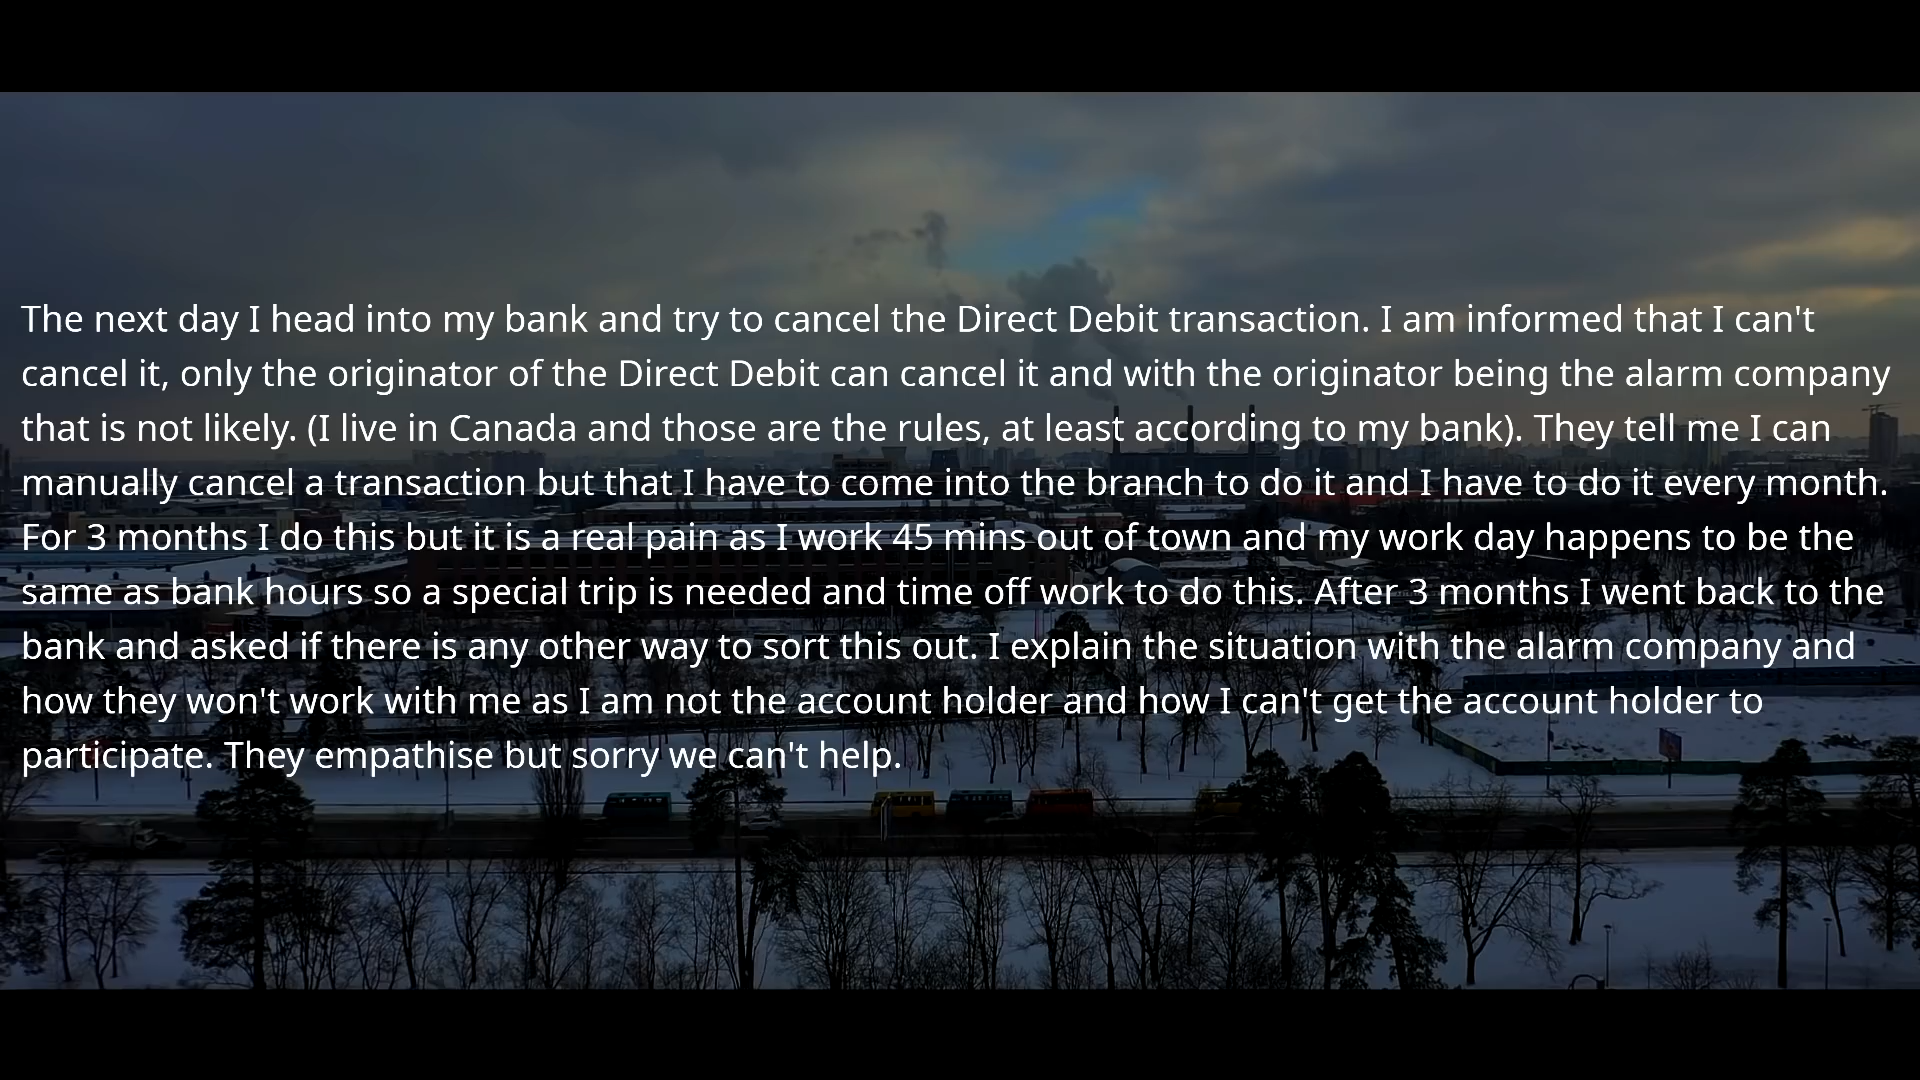 The next day I head into my bank and try to cancel the Direct Debit transaction. I am informed that I can't
cancel it, only the originator of the Direct Debit can cancel it and with the originator being the alarm company
that is not likely. (I live in Canada and those are the rules, at least according to my bank). They tell me I can
manually cancel a transaction but that I have to come into the branch to do it and I have to do it every month.
For 3 months I do this but it is a real pain as I work 45 mins out of town and my work day happens to be the
same as bank hours so a special trip is needed and time off work to do this. After 3 months I went back to the
bank and asked if there is any other way to sort this out. I explain the situation with the alarm company and
how they won't work with me as I am not the account holder and how I can't get the account holder to
participate. They empathise but sorry we can't help.